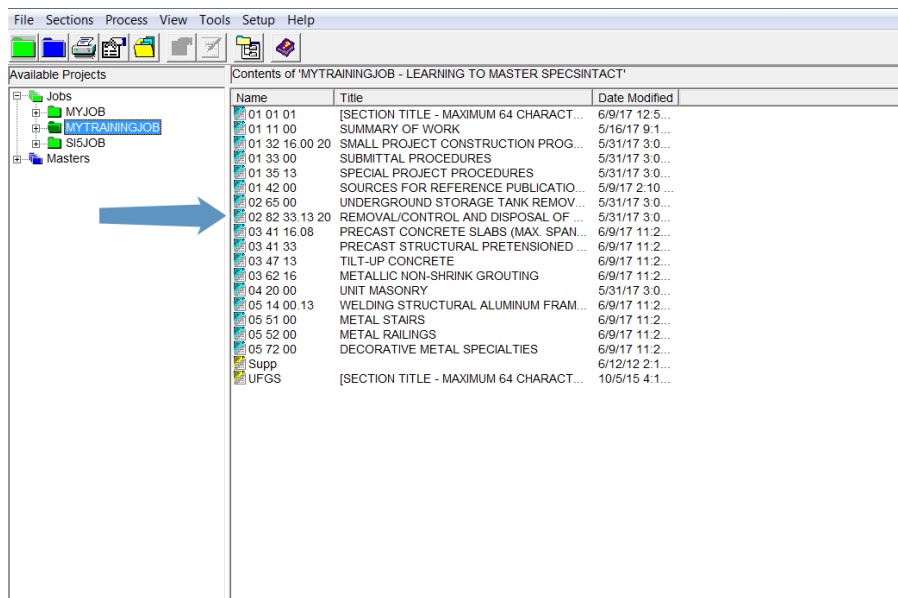 File Sections Process View Tools Setup Help
Available Projects
Contents of 'MYTRAININGJOB - LEARNING TO MASTER SPECSINTACT'
Jobs
MYJOB
MYTRAININGJOB
SI5JOB
Masters
Name Title Date Modified
01 01 01 [SECTION TITLE - MAXIMUM 64 CHARACT... 6/9/17 12:5...
01 11 00 SUMMARY OF WORK 5/16/17 9:1...
01 32 16.00 20 SMALL PROJECT CONSTRUCTION PROG... 5/31/17 3:0...
01 33 00 SUBMITTAL PROCEDURES 5/31/17 3:0...
01 35 13 SPECIAL PROJECT PROCEDURES 5/31/17 3:0...
01 42 00 SOURCES FOR REFERENCE PUBLICATIO... 5/9/17 2:10 ...
02 65 00 UNDERGROUND STORAGE TANK REMOV... 5/31/17 3:0...
02 82 33.13 20 REMOVAL/CONTROL AND DISPOSAL OF ... 5/31/17 3:0...
03 41 16.08 PRECAST CONCRETE SLABS (MAX. SPAN... 6/9/17 11:2...
03 41 33 PRECAST STRUCTURAL PRETENSIONED ... 6/9/17 11:2...
03 47 13 TILT-UP CONCRETE 6/9/17 11:2...
03 62 16 METALLIC NON-SHRINK GROUTING 6/9/17 11:2...
04 20 00 UNIT MASONRY 5/31/17 3:0...
05 14 00.13 WELDING STRUCTURAL ALUMINUM FRAM... 6/9/17 11:2...
05 51 00 METAL STAIRS 6/9/17 11:2...
05 52 00 METAL RAILINGS 6/9/17 11:2...
05 72 00 DECORATIVE METAL SPECIALTIES 6/9/17 11:2...
Supp 6/12/12 2:1...
UFGS [SECTION TITLE - MAXIMUM 64 CHARACT... 10/5/15 4:1...